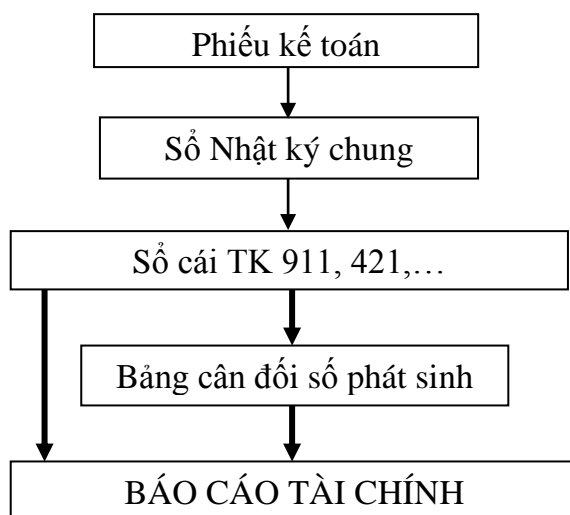 Phiếu kế toán
Sổ Nhật ký chung
Sổ cái TK 911, 421,…
Bảng cân đối số phát sinh
BÁO CÁO TÀI CHÍNH